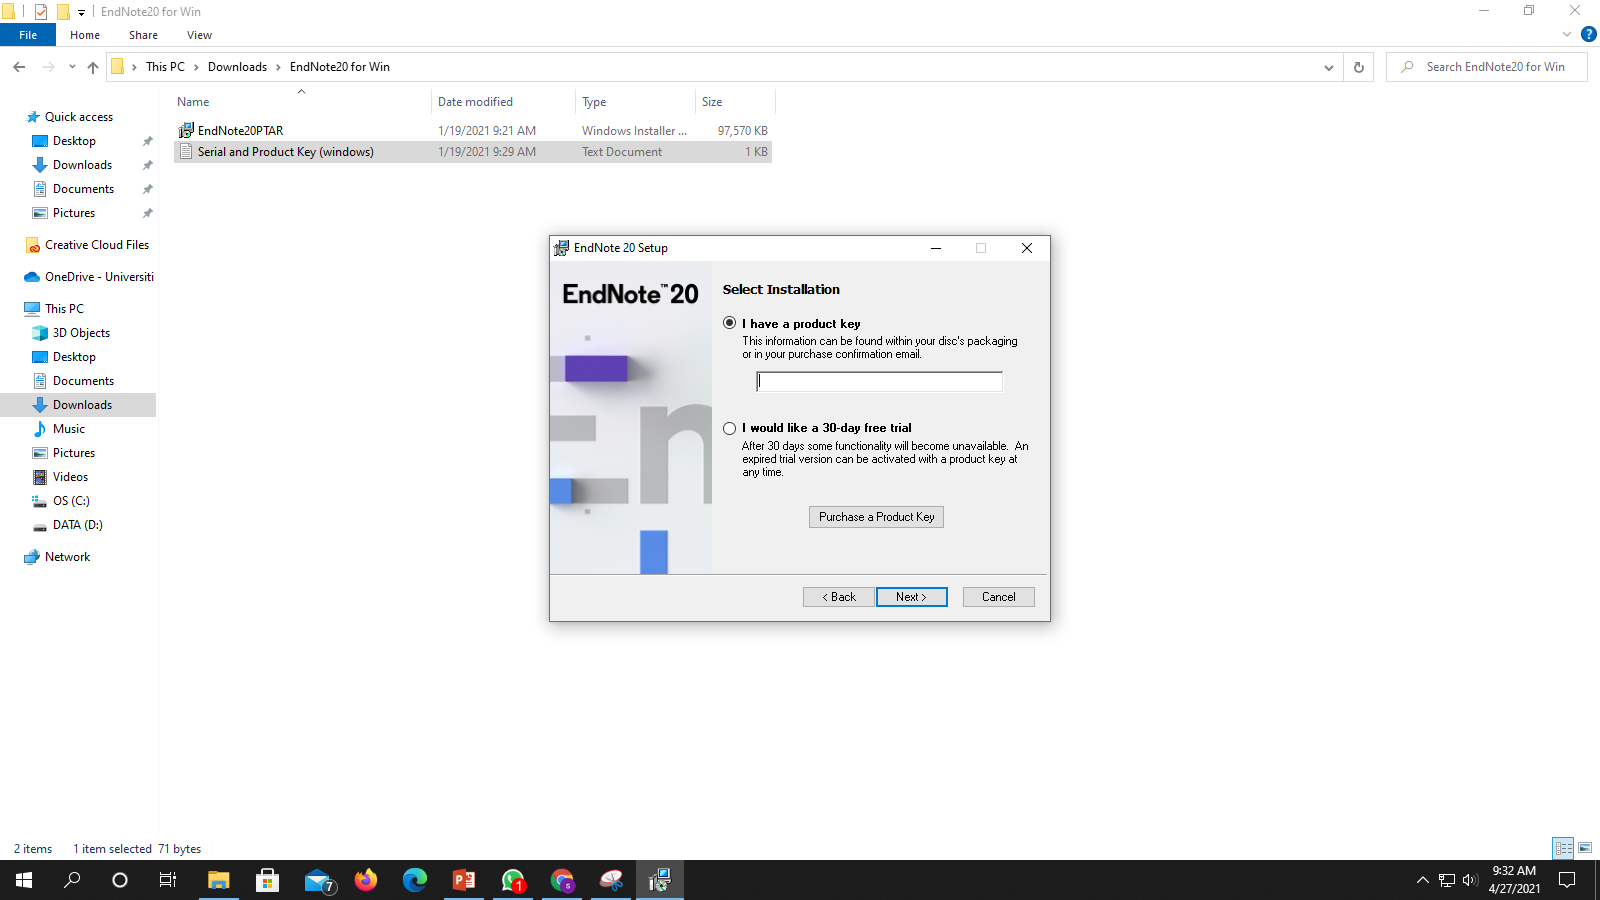 EndNote20 for Win
File Home Share View
This PC > Downloads > EndNote20 for Win
Search EndNote20 for Win
Name Date modified Type Size
EndNote20PTAR 1/19/2021 9:21 AM Windows Installer ... 97,570 KB
Serial and Product Key (windows) 1/19/2021 9:29 AM Text Document 1 KB
Quick access
Desktop
Downloads
Documents
Pictures
Creative Cloud Files
OneDrive - Universiti
This PC
3D Objects
Desktop
Documents
Downloads
Music
Pictures
Videos
OS (C:)
DATA (D:)
Network
EndNote 20 Setup
EndNote™ 20
En
Select Installation
I have a product key
This information can be found within your disc's packaging
or in your purchase confirmation email.
I would like a 30-day free trial
After 30 days some functionality will become unavailable. An
expired trial version can be activated with a product key at
any time.
Purchase a Product Key
< Back Next > Cancel
2 items 1 item selected 71 bytes
7
1
S
9:32 AM
4/27/2021